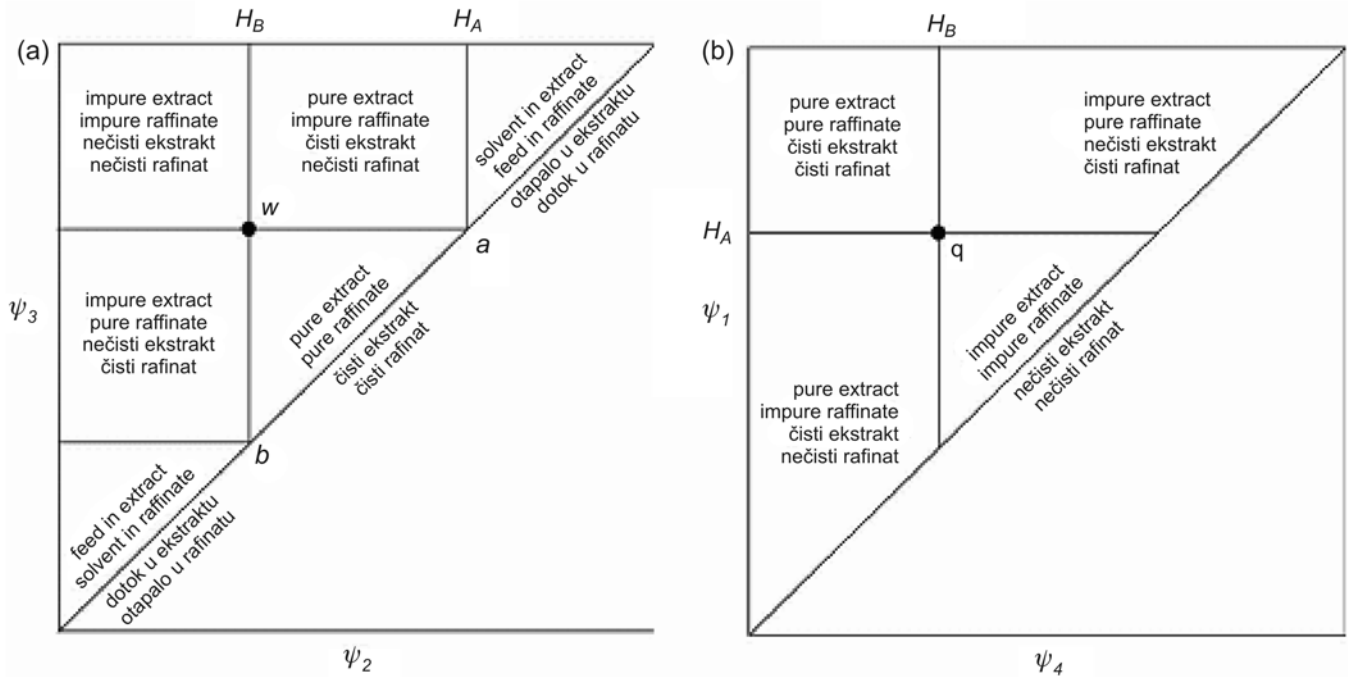 (a)
H_B
H_A
impure extract
impure raffinate
nečisti ekstrakt
nečisti rafinat
pure extract
impure raffinate
čisti ekstrakt
nečisti rafinat
solvent in extract
feed in raffinate
otapalo u ekstraktu
dotok u rafinatu
w
a
ψ_3
impure extract
pure raffinate
nečisti ekstrakt
čisti rafinat
pure extract
pure raffinate
čisti ekstrakt
čisti rafinat
b
feed in extract
solvent in raffinate
dotok u ekstraktu
otapalo u rafinatu
ψ_2
(b)
H_B
pure extract
pure raffinate
čisti ekstrakt
čisti rafinat
impure extract
pure raffinate
nečisti ekstrakt
čisti rafinat
H_A
q
ψ_1
impure extract
impure raffinate
nečisti ekstrakt
nečisti rafinat
pure extract
impure raffinate
čisti ekstrakt
nečisti rafinat
ψ_4